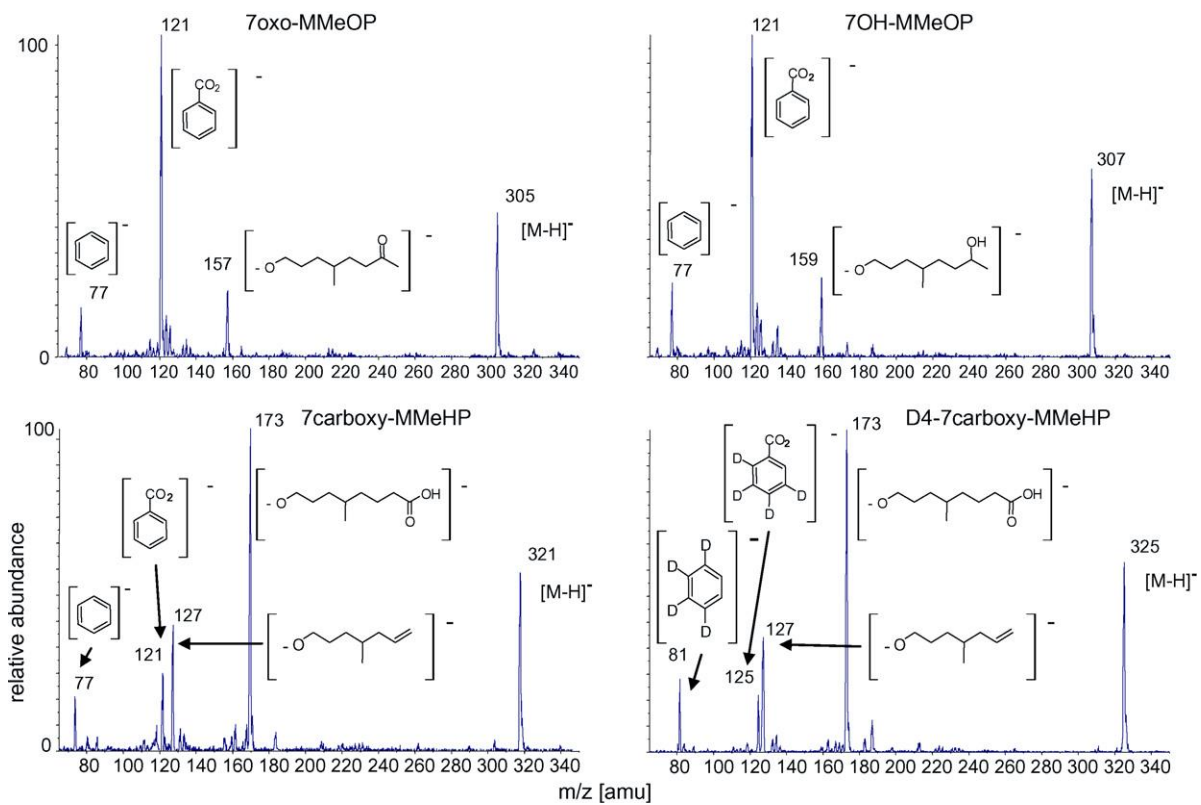 7oxo-MMeOP
121
100
CO2
-
305
[M-H]-
-
77
157
O
-
O
-
0
80 100 120 140 160 180 200 220 240 260 280 300 320 340
7OH-MMeOP
121
CO2
-
307
[M-H]-
-
77
159
OH
-
O
-
80 100 120 140 160 180 200 220 240 260 280 300 320 340
7carboxy-MMeHP
173
100
CO2
-
OH
O
-
O
-
321
[M-H]-
-
127
121
77
-
O
-
0
80 100 120 140 160 180 200 220 240 260 280 300 320 340
D4-7carboxy-MMeHP
173
CO2
-
D
D
D
D
OH
O
-
O
-
325
[M-H]-
-
D
D
D
D
127
81
125
-
O
-
80 100 120 140 160 180 200 220 240 260 280 300 320 340
relative abundance
m/z [amu]